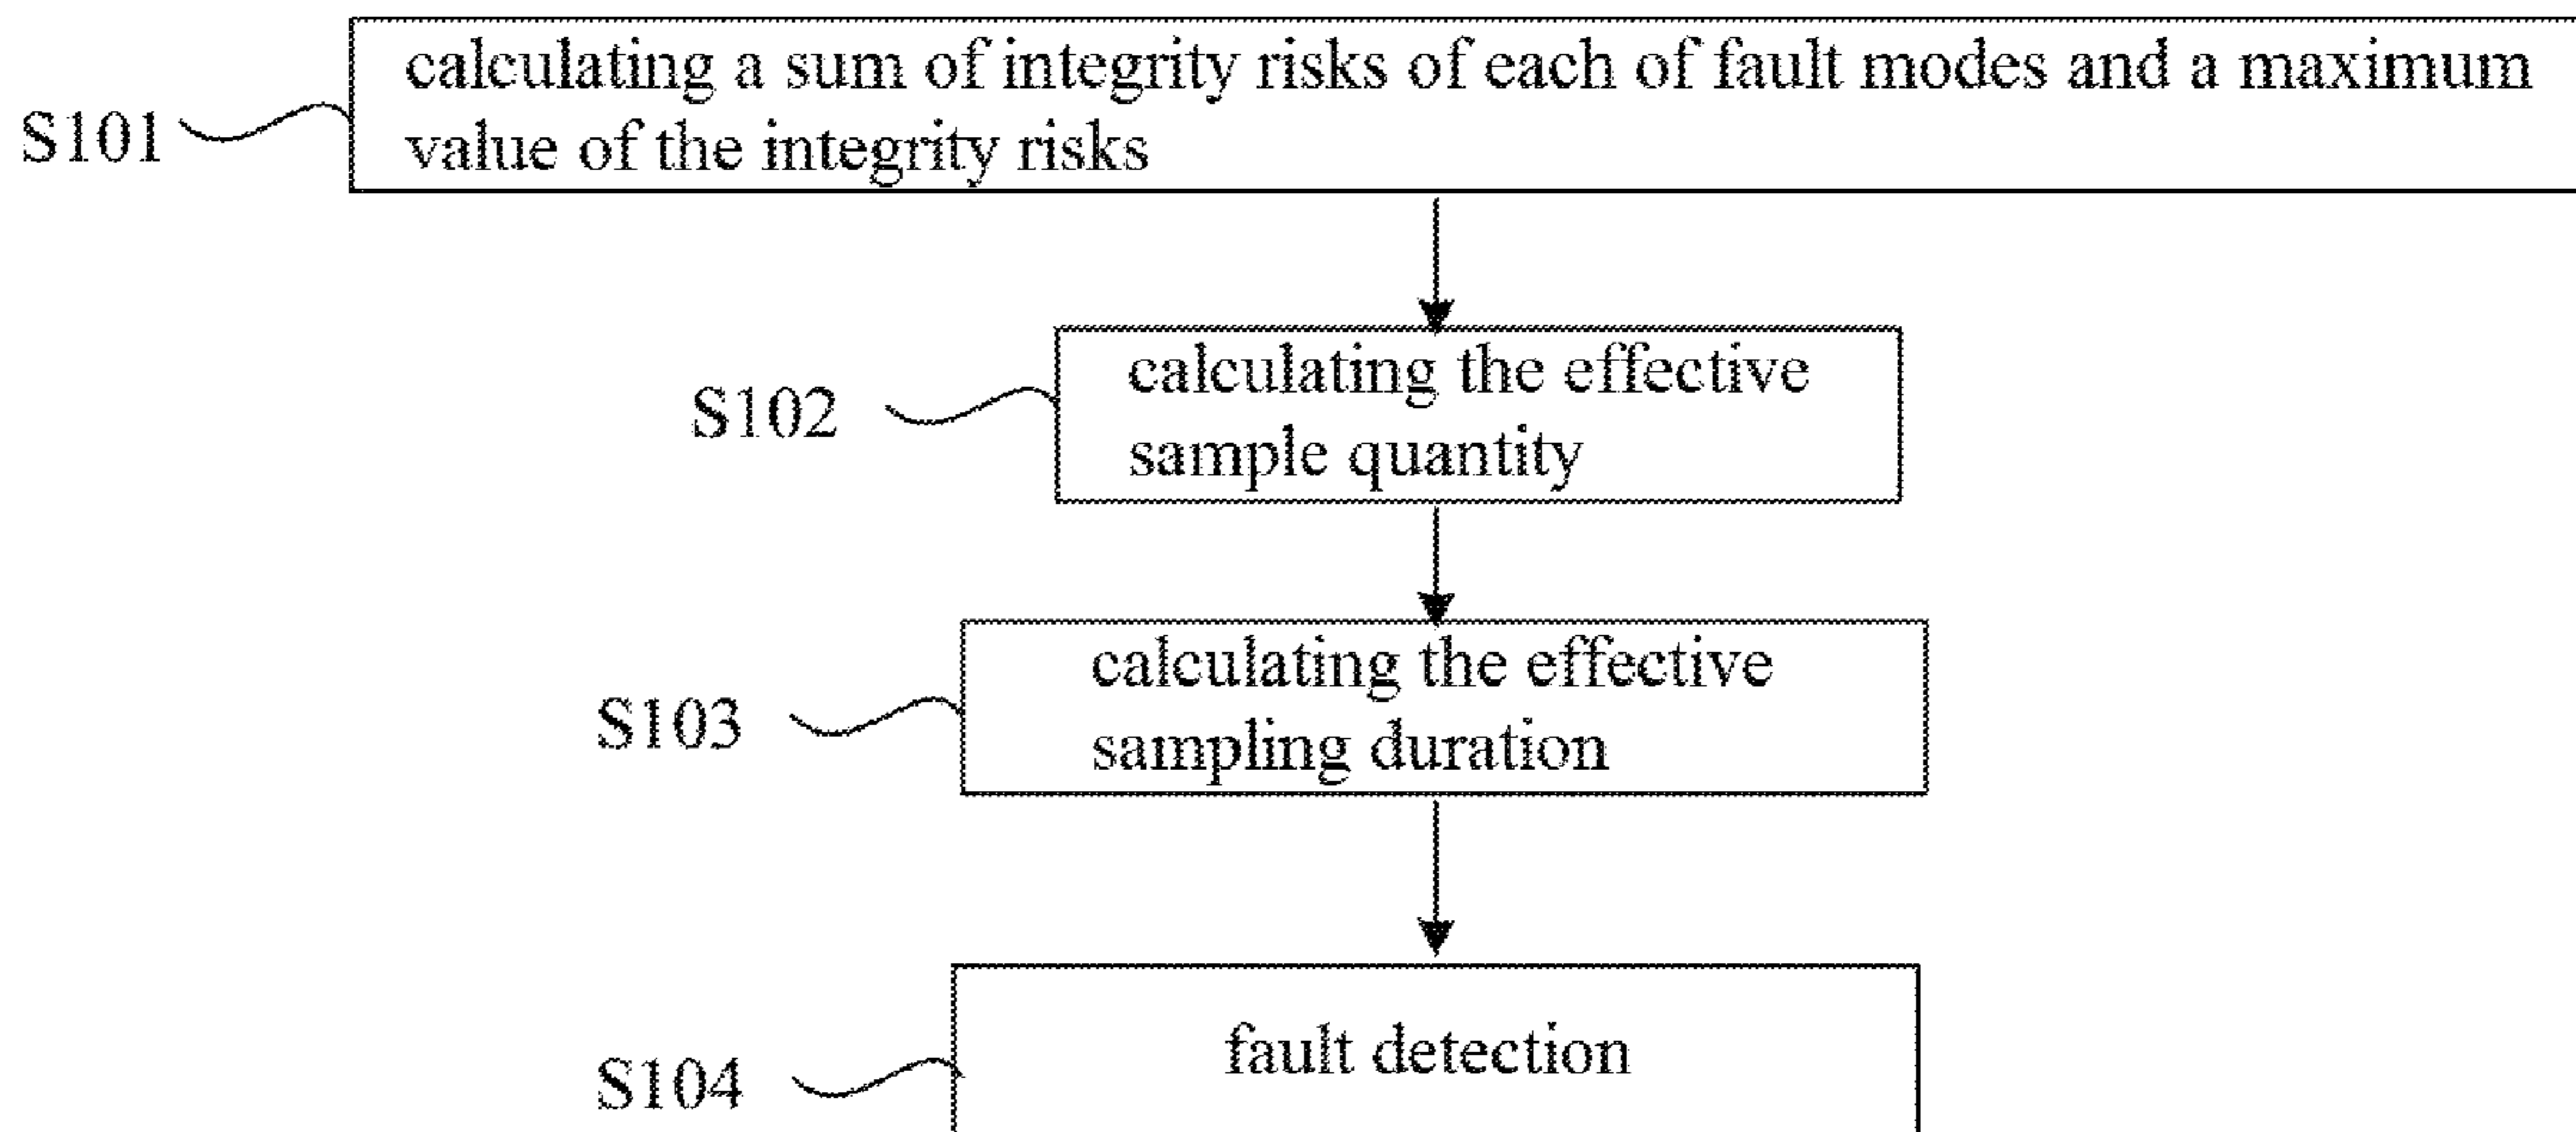 calculating a sum of integrity risks of each of fault modes and a maximum
S101
value of the integrity risks
calculating the effective
S102
sample quantity
calculating the effective
S103
sampling duration
fault detection
S104